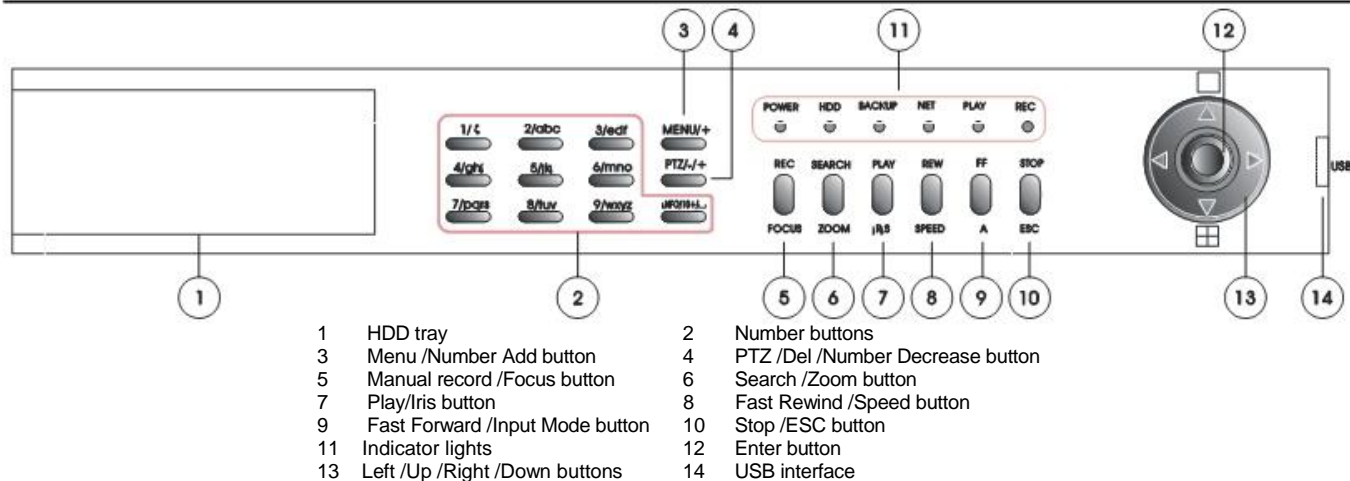 3 4 11 12
POWER HDD BACKUP NET PLAY REC
2/abc 3/edf MENU/+
4/ghi 6/mno PTZ/-/+
7/pqrs 8/tuv 9/wxyz
REC SEARCH PLAY REW FF STOP
USB
FOCUS ZOOM SPEED A ESC
1 2 5 6 7 8 9 10 13 14
1 HDD tray 2 Number buttons
3 Menu /Number Add button 4 PTZ /Del /Number Decrease button
5 Manual record /Focus button 6 Search /Zoom button
7 Play/Iris button 8 Fast Rewind /Speed button
9 Fast Forward /Input Mode button 10 Stop /ESC button
11 Indicator lights 12 Enter button
13 Left /Up /Right /Down buttons 14 USB interface